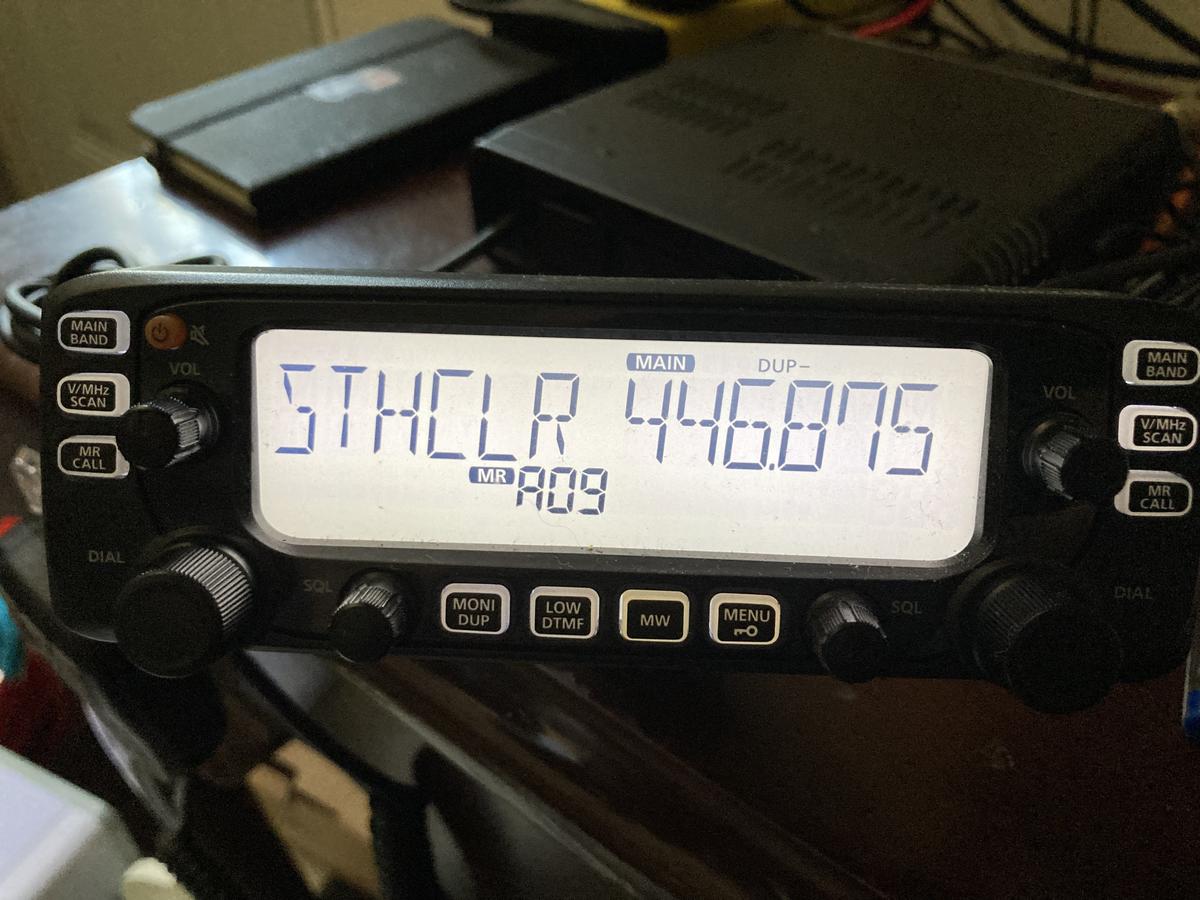 MAIN BAND
VOL
V/MHz SCAN
MR CALL
DIAL
SQL
MAIN DUP–
STHCLR 446.875
MR A09
MONI DUP
LOW DTMF
MW
MENU
VOL
MAIN BAND
V/MHz SCAN
MR CALL
SQL
DIAL